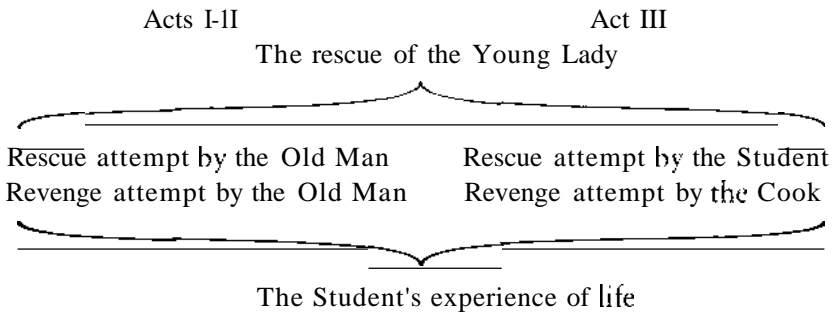 Acts I-1I Act III
The rescue of the Young Lady
Rescue attempt by the Old Man Rescue attempt by the Student
Revenge attempt by the Old Man Revenge attempt by the Cook
The Student's experience of life